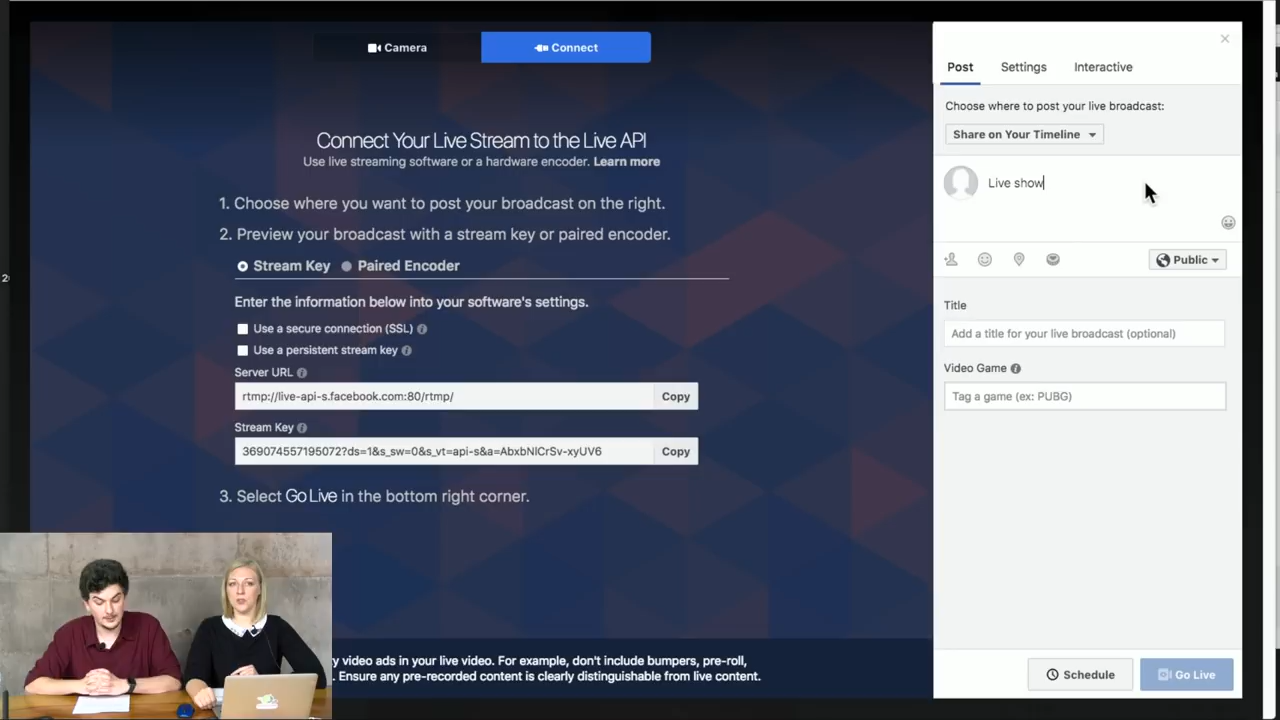 Camera
Connect
×
Post
Settings
Interactive
Choose where to post your live broadcast:
Share on Your Timeline
Connect Your Live Stream to the Live API
Use live streaming software or a hardware encoder. Learn more
Live show
1. Choose where you want to post your broadcast on the right.
2. Preview your broadcast with a stream key or paired encoder.
Stream Key
Paired Encoder
Public
Enter the information below into your software's settings.
Title
Use a secure connection (SSL)
Add a title for your live broadcast (optional)
Use a persistent stream key
Server URL
Video Game
rtmp://live-api-s.facebook.com:80/rtmp/
Copy
Tag a game (ex: PUBG)
Stream Key
369074557195072?ds=1&s_sw=0&s_vt=api-s&a=AbxbNICrSv-xyUV6
Copy
3. Select Go Live in the bottom right corner.
video ads in your live video. For example, don't include bumpers, pre-roll,
Ensure any pre-recorded content is clearly distinguishable from live content.
Schedule
Go Live